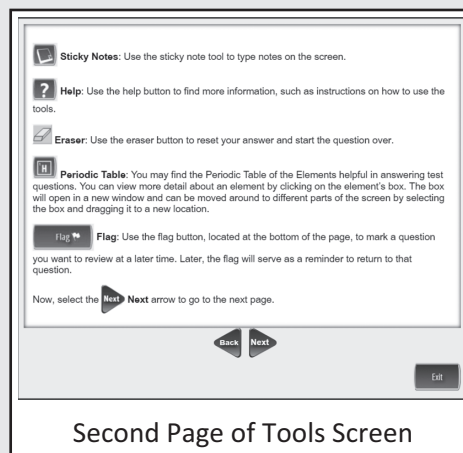 Sticky Notes: Use the sticky note tool to type notes on the screen.
? Help: Use the help button to find more information, such as instructions on how to use the
tools.
Eraser: Use the eraser button to reset your answer and start the question over.
H Periodic Table: You may find the Periodic Table of the Elements helpful in answering test
questions. You can view more detail about an element by clicking on the element's box. The box
will open in a new window and can be moved around to different parts of the screen by selecting
the box and dragging it to a new location.
Flag Flag: Use the flag button, located at the bottom of the page, to mark a question
you want to review at a later time. Later, the flag will serve as a reminder to return to that
question.
Now, select the Next Next arrow to go to the next page.
Back Next
Exit
Second Page of Tools Screen